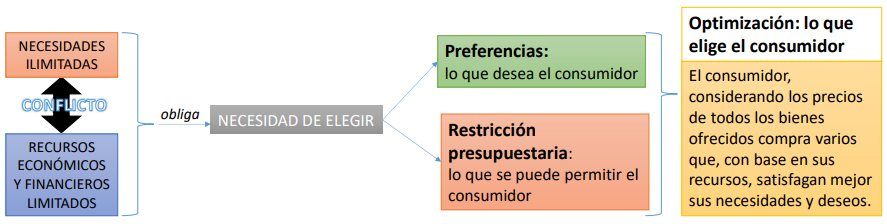 NECESIDADES
ILIMITADAS
CONFLICTO
RECURSOS
ECONÓMICOS
Y FINANCIEROS
LIMITADOS
obliga
NECESIDAD DE ELEGIR
Preferencias:
lo que desea el consumidor
Restricción
presupuestaria:
lo que se puede permitir el
consumidor
Optimización: lo que
elige el consumidor
El consumidor,
considerando los precios
de todos los bienes
ofrecidos compra varios
que, con base en sus
recursos, satisfagan mejor
sus necesidades y deseos.